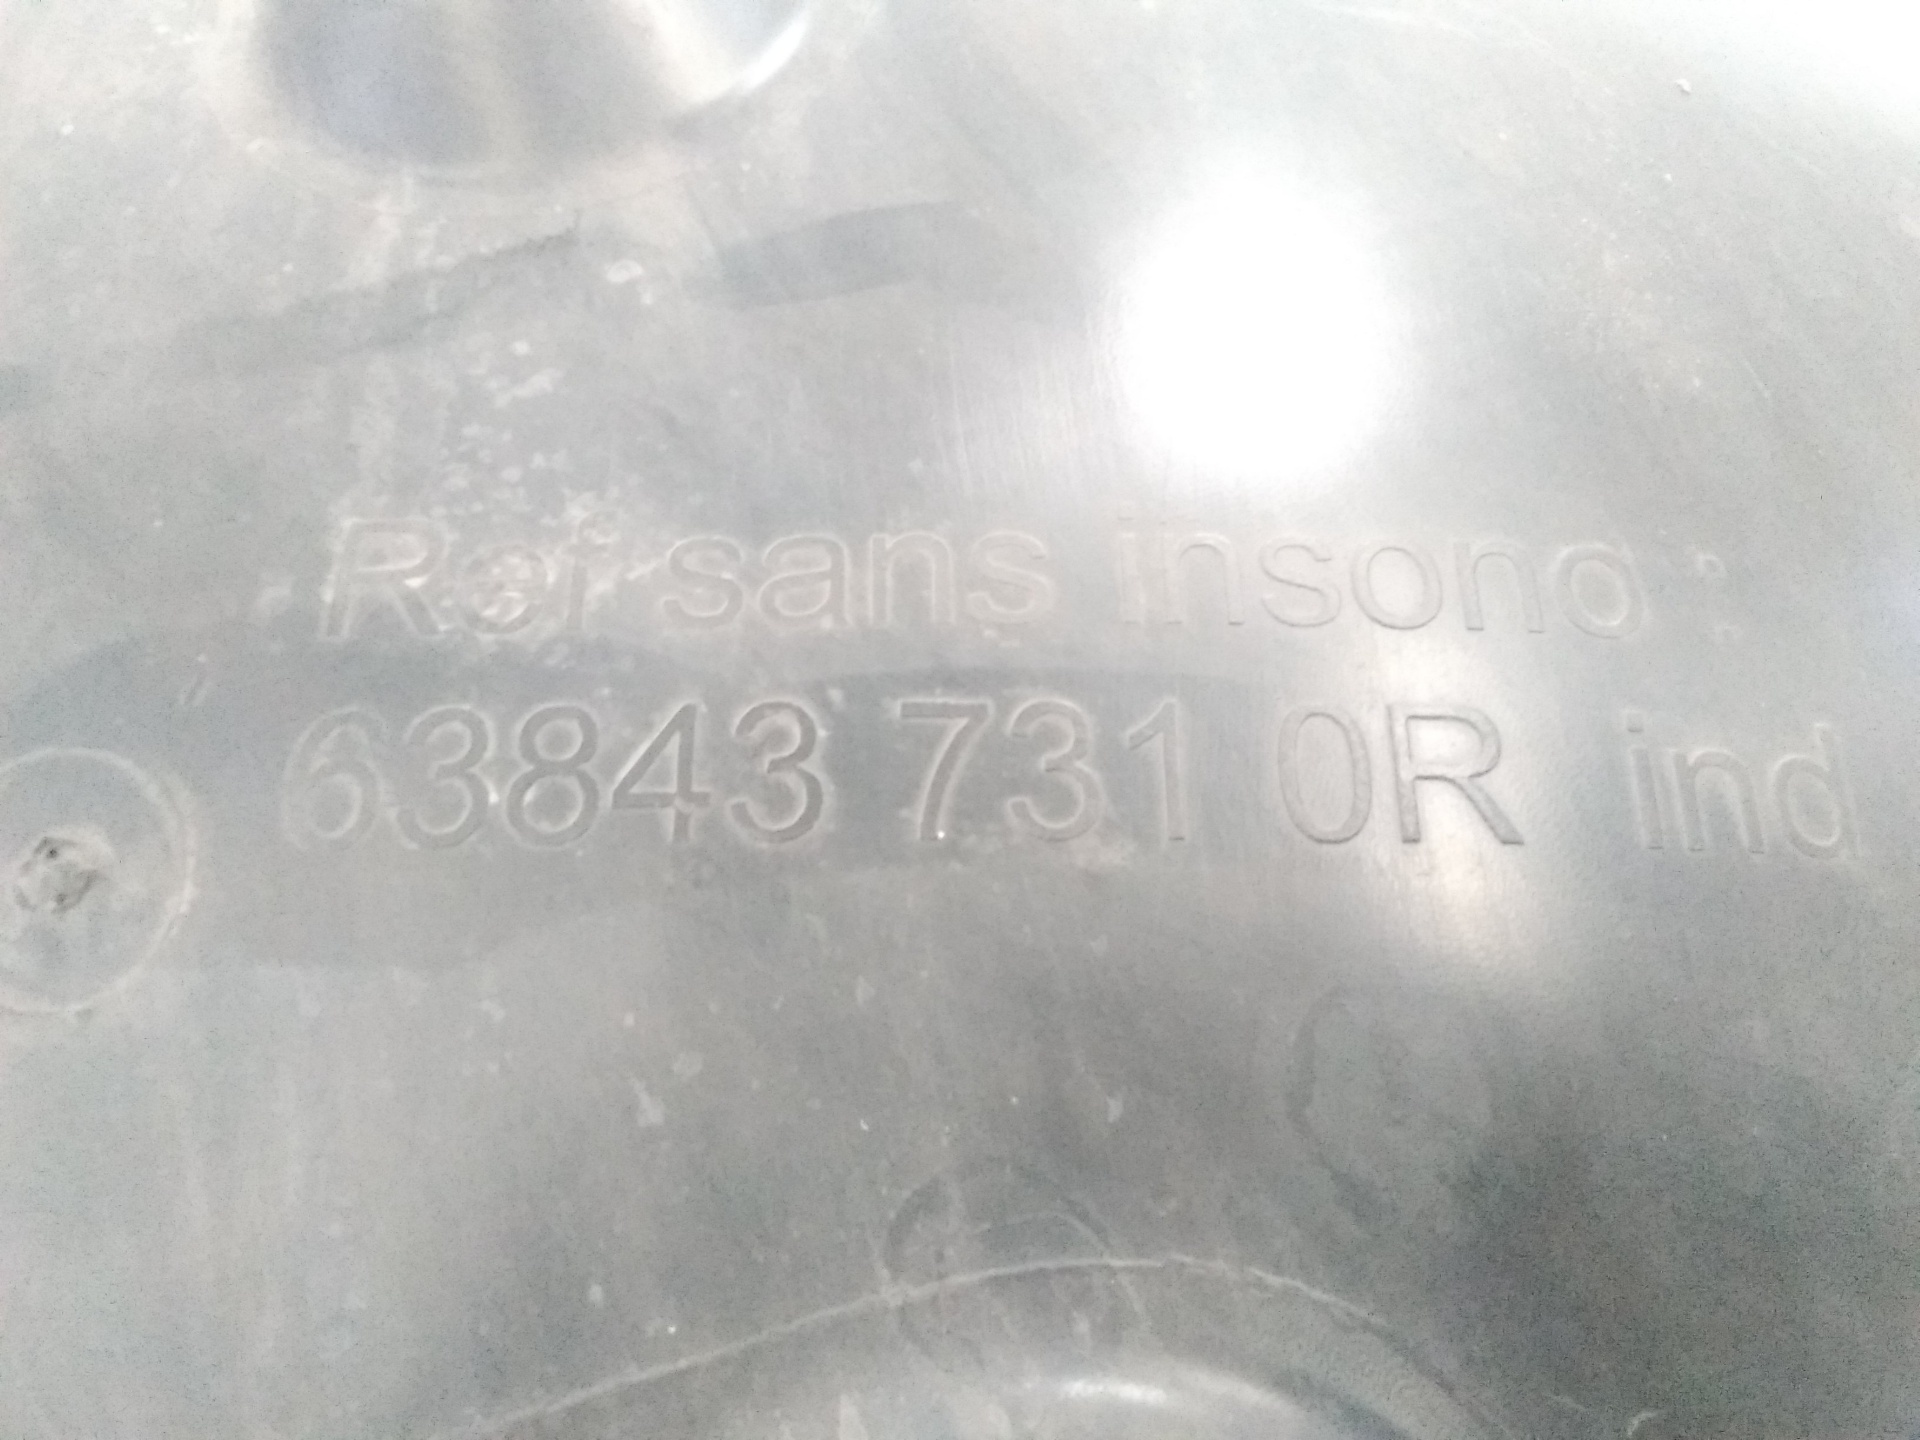 Ref sans insono :
63843 731 0R ind